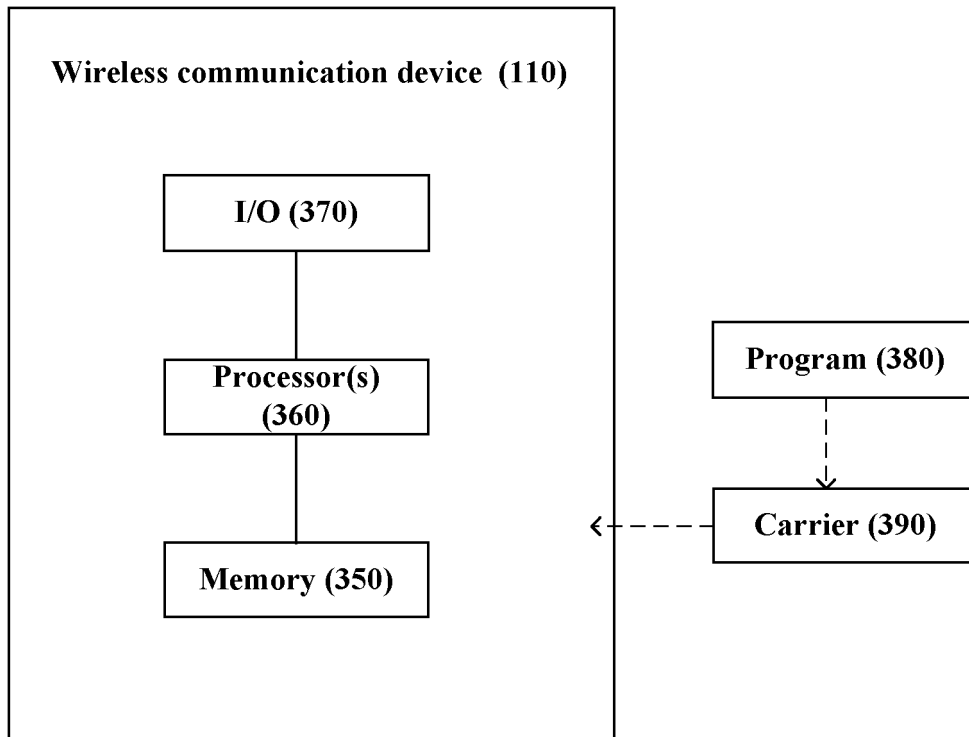 Wireless communication device (110)
I/O (370)
Processor(s)
(360)
Program (380)
Carrier (390)
Memory (350)